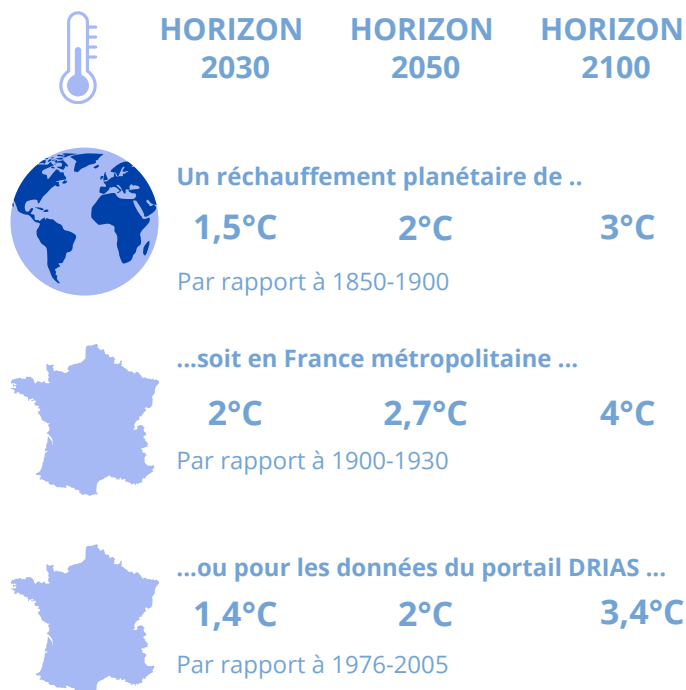 HORIZON HORIZON HORIZON
2030 2050 2100
Un réchauffement planétaire de ..
1,5°C 2°C 3°C
Par rapport à 1850-1900
...soit en France métropolitaine ...
2°C 2,7°C 4°C
Par rapport à 1900-1930
...ou pour les données du portail DRIAS ...
1,4°C 2°C 3,4°C
Par rapport à 1976-2005